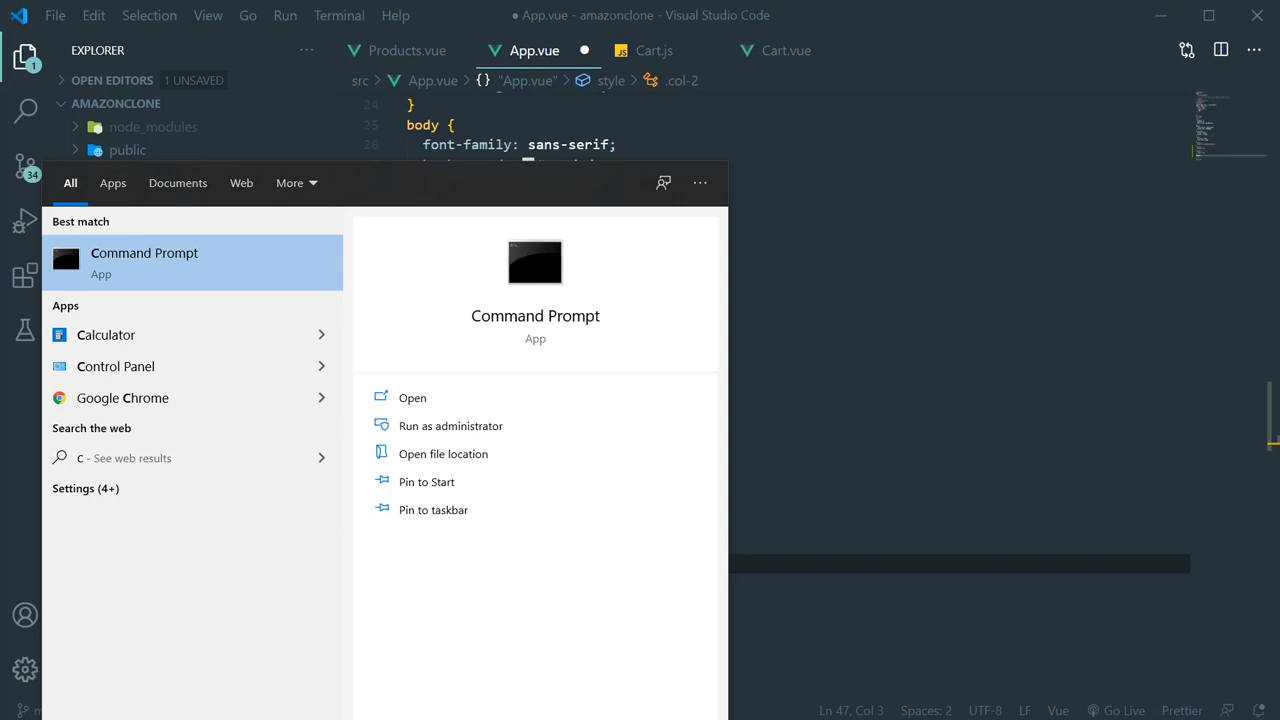 File Edit Selection View Go Run Terminal Help
● App.vue - amazonclone - Visual Studio Code
EXPLORER
Products.vue
App.vue
JS Cart.js
Cart.vue
1
OPEN EDITORS 1 UNSAVED
src > App.vue > {} "App.vue" > style > .col-2
AMAZONCLONE
24 }
node_modules
25 body {
public
26 font-family: sans-serif;
34
All Apps Documents Web More
Best match
Command Prompt
App
Apps
Calculator
Control Panel
Google Chrome
Search the web
C - See web results
Settings (4+)
Command Prompt
App
Open
Run as administrator
Open file location
Pin to Start
Pin to taskbar
Ln 47, Col 3 Spaces: 2 UTF-8 LF Vue Go Live Prettier